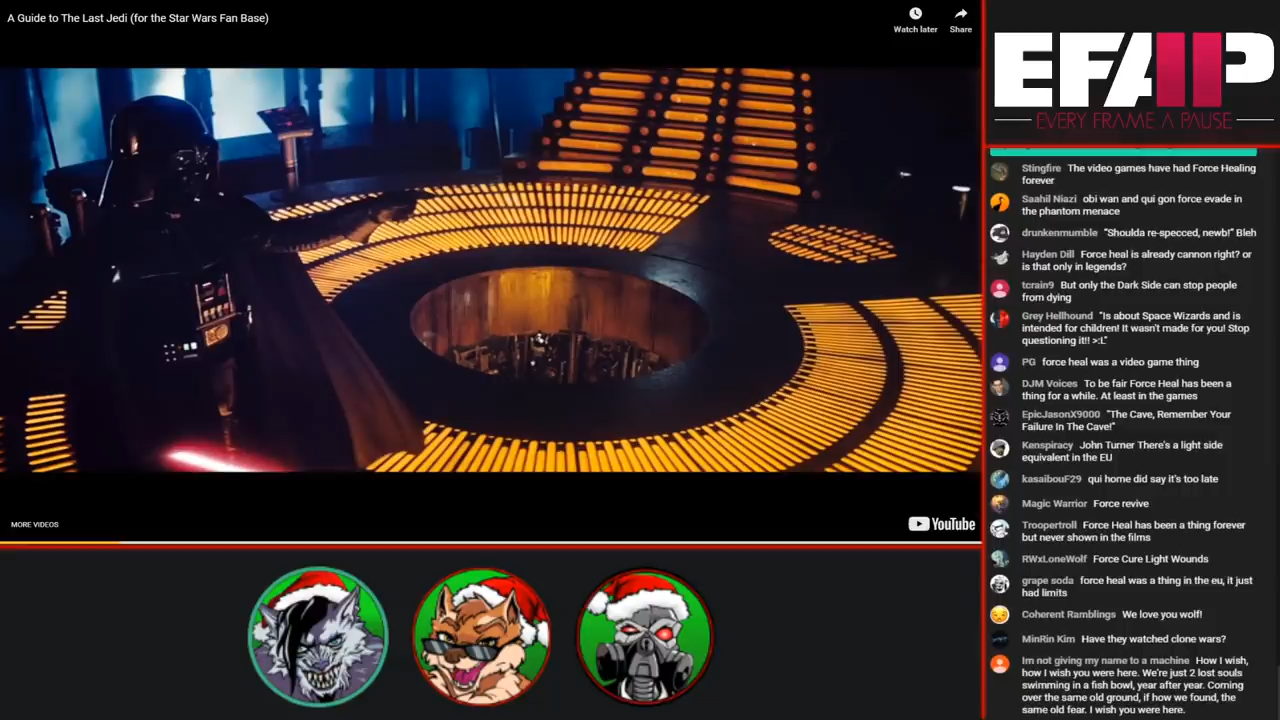 A Guide to The Last Jedi (for the Star Wars Fan Base)
Watch later
Share
MORE VIDEOS
YouTube
EFAP
EVERY FRAME A PAUSE
Stingfire The video games have had Force Healing
forever
Saahil Niazi obi wan and qui gon force evade in
the phantom menace
drunkenmumble "Shoulda re-specced, newb!" Bleh
Hayden Dill Force heal is already cannon right? or
is that only in legends?
tcrain9 But only the Dark Side can stop people
from dying
Grey Hellhound "Is about Space Wizards and is
intended for children! It wasn't made for you! Stop
questioning it!! >:L"
PG force heal was a video game thing
DJM Voices To be fair Force Heal has been a
thing for a while. At least in the games
EpicJasonX9000 "The Cave, Remember Your
Failure In The Cave!"
Kenspiracy John Turner There's a light side
equivalent in the EU
kasaibouF29 qui home did say it's too late
Magic Warrior Force revive
Troopertroll Force Heal has been a thing forever
but never shown in the films
RWxLoneWolf Force Cure Light Wounds
grape soda force heal was a thing in the eu, it just
had limits
Coherent Ramblings We love you wolf!
MinRin Kim Have they watched clone wars?
Im not giving my name to a machine How I wish,
how I wish you were here. We're just 2 lost souls
swimming in a fish bowl, year after year. Coming
over the same old ground, if how we found, the
same old fear. I wish you were here.